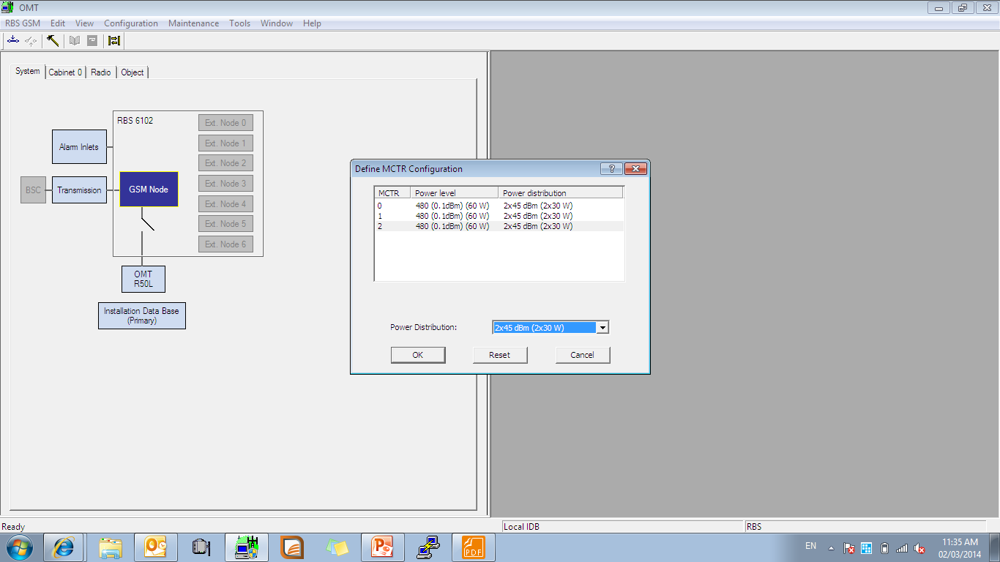 OMT
RBS GSM Edit View Configuration Maintenance Tools Window Help
System Cabinet 0 Radio Object
RBS 6102
Ext. Node 0
Ext. Node 1
Ext. Node 2
Ext. Node 3
Ext. Node 4
Ext. Node 5
Ext. Node 6
Alarm Inlets
BSC
Transmission
GSM Node
OMT
R50L
Installation Data Base
(Primary)
Define MCTR Configuration
MCTR Power level Power distribution
0 480 (0.1dBm) (60 W) 2x45 dBm (2x30 W)
1 480 (0.1dBm) (60 W) 2x45 dBm (2x30 W)
2 480 (0.1dBm) (60 W) 2x45 dBm (2x30 W)
Power Distribution: 2x45 dBm (2x30 W)
OK Reset Cancel
Ready Local IDB RBS
PDF
EN
11:35 AM
02/03/2014